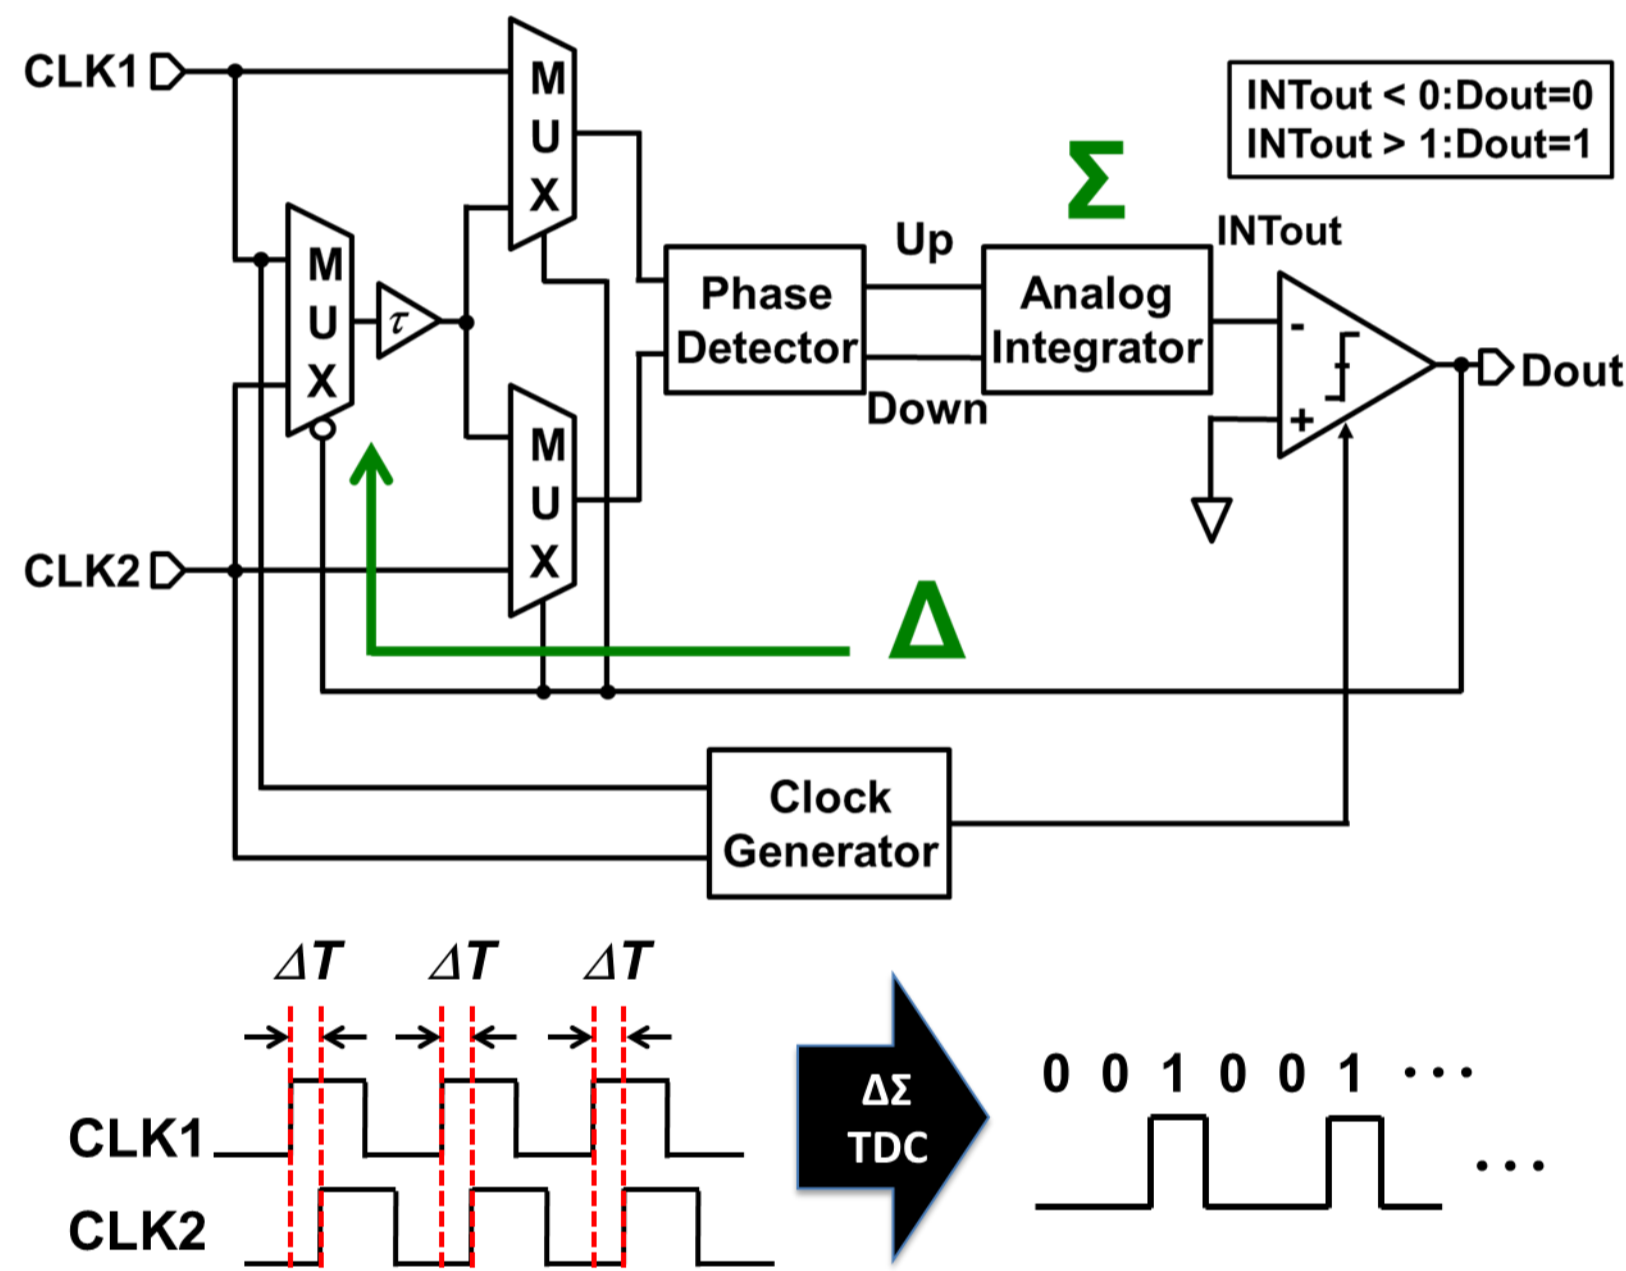 CLK1
M
U
X
INTout < 0:Dout=0
INTout > 1:Dout=1
Σ
M
U
X
τ
Phase
Detector
Up
Down
Analog
Integrator
INTout
-
+
Dout
M
U
X
CLK2
Δ
Clock
Generator
ΔT ΔT ΔT
CLK1
CLK2
ΔΣ
TDC
0 0 1 0 0 1 ···
···